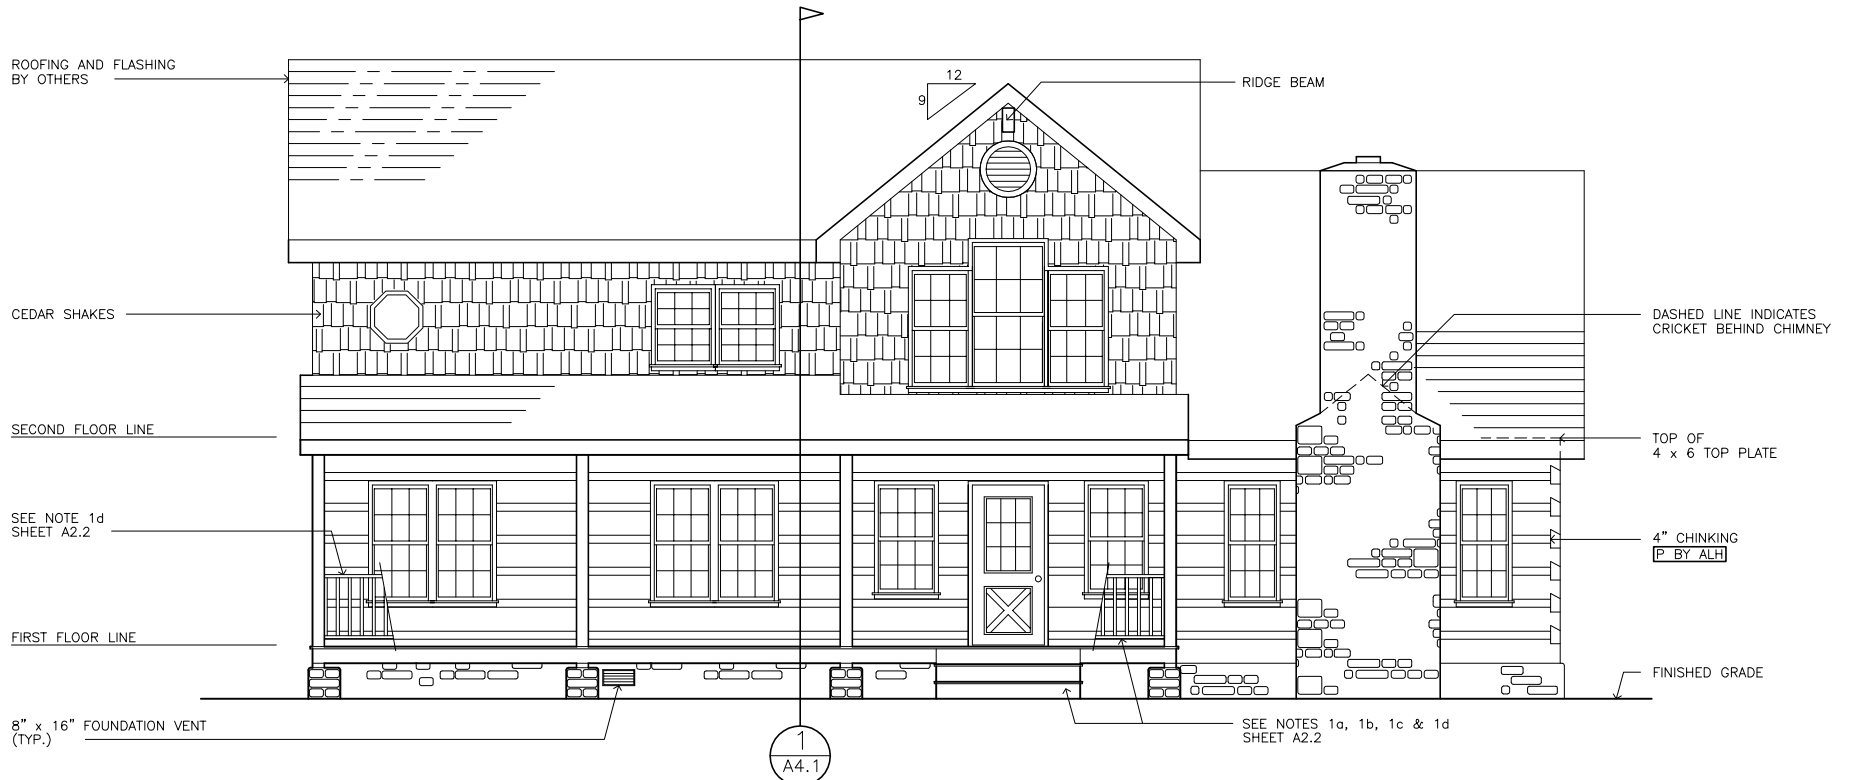 ROOFING AND FLASHING
BY OTHERS
12
9
RIDGE BEAM
CEDAR SHAKES
DASHED LINE INDICATES
CRICKET BEHIND CHIMNEY
SECOND FLOOR LINE
TOP OF
4 x 6 TOP PLATE
SEE NOTE 1d
SHEET A2.2
4" CHINKING
P BY ALH
FIRST FLOOR LINE
FINISHED GRADE
8" x 16" FOUNDATION VENT
(TYP.)
SEE NOTES 1a, 1b, 1c & 1d
SHEET A2.2
1
A4.1